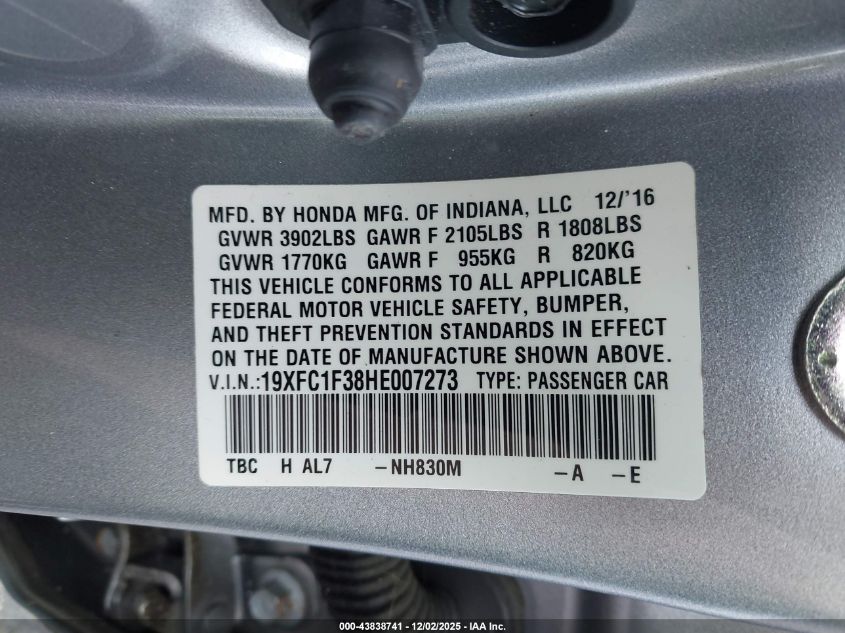 MFD. BY HONDA MFG. OF INDIANA, LLC 12/'16
GVWR 3902LBS GAWR F 2105LBS R 1808LBS
GVWR 1770KG GAWR F 955KG R 820KG
THIS VEHICLE CONFORMS TO ALL APPLICABLE
FEDERAL MOTOR VEHICLE SAFETY, BUMPER,
AND THEFT PREVENTION STANDARDS IN EFFECT
ON THE DATE OF MANUFACTURE SHOWN ABOVE.
V.I.N.:19XFC1F38HE007273 TYPE: PASSENGER CAR
TBC H AL7 -NH830M -A -E
000-43838741 - 12/02/2025 - IAA Inc.